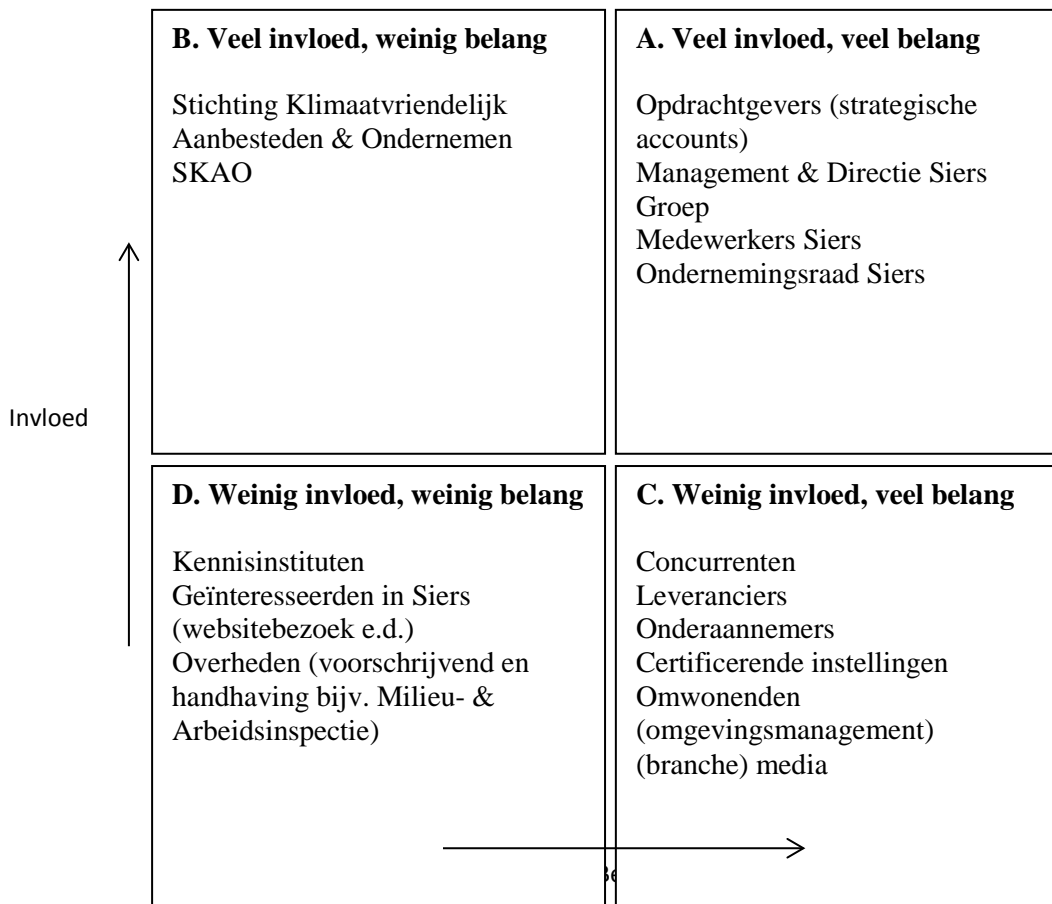 B. Veel invloed, weinig belang
Stichting Klimaatvriendelijk
Aanbesteden & Ondernemen
SKAO
A. Veel invloed, veel belang
Opdrachtgevers (strategische
accounts)
Management & Directie Siers
Groep
Medewerkers Siers
Ondernemingsraad Siers
Invloed
D. Weinig invloed, weinig belang
Kennisinstituten
Geïnteresseerden in Siers
(websitebezoek e.d.)
Overheden (voorschrijvend en
handhaving bijv. Milieu- &
Arbeidsinspectie)
C. Weinig invloed, veel belang
Concurrenten
Leveranciers
Onderaannemers
Certificerende instellingen
Omwonenden
(omgevingsmanagement)
(branche) media